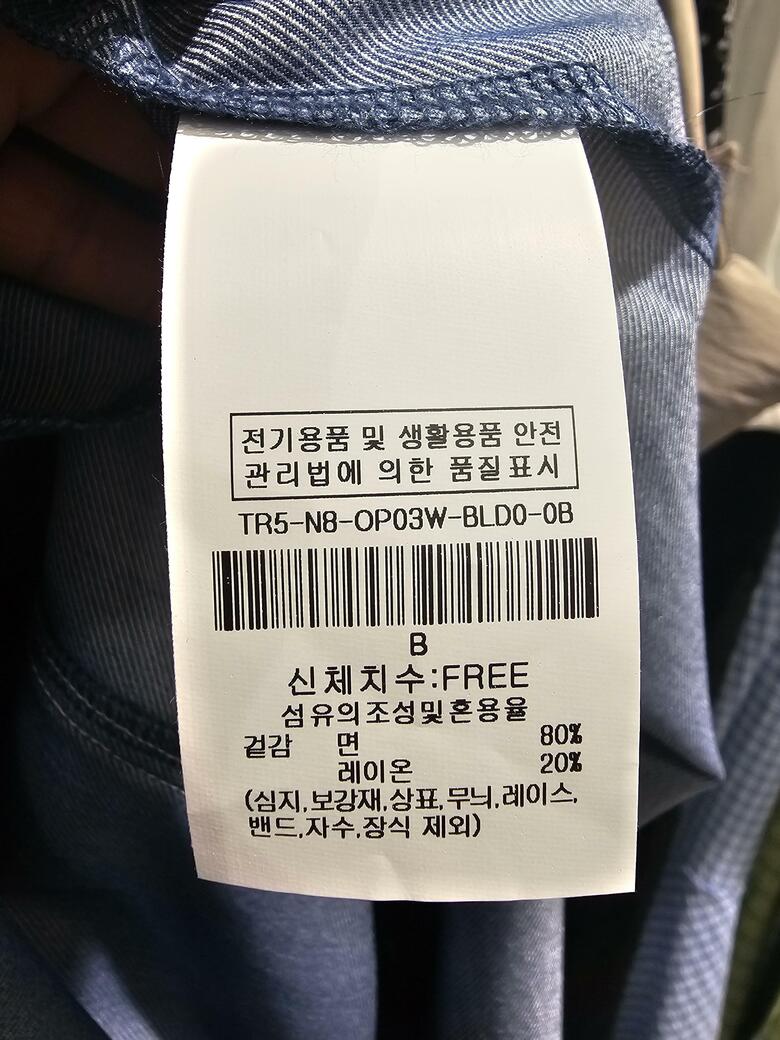 전기용품 및 생활용품 안전
관리법에 의한 품질표시
TR5-N8-OP03W-BLD0-0B
B
신체치수:FREE
섬유의조성및혼용율
겉감 면 80%
레이온 20%
(심지,보강재,상표,무늬,레이스,
밴드,자수,장식 제외)